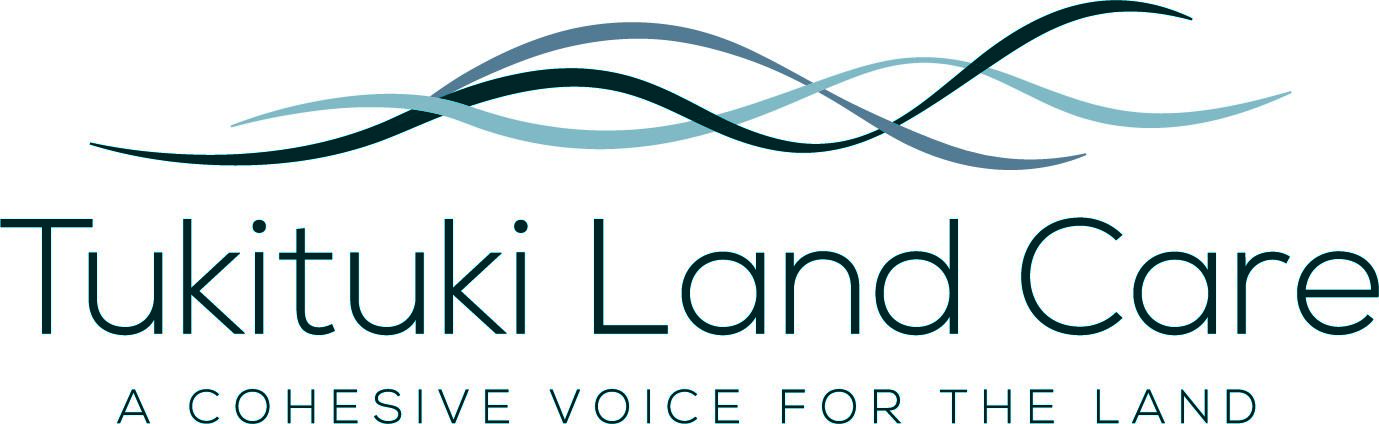 Tukituki Land Care
A COHESIVE VOICE FOR THE LAND